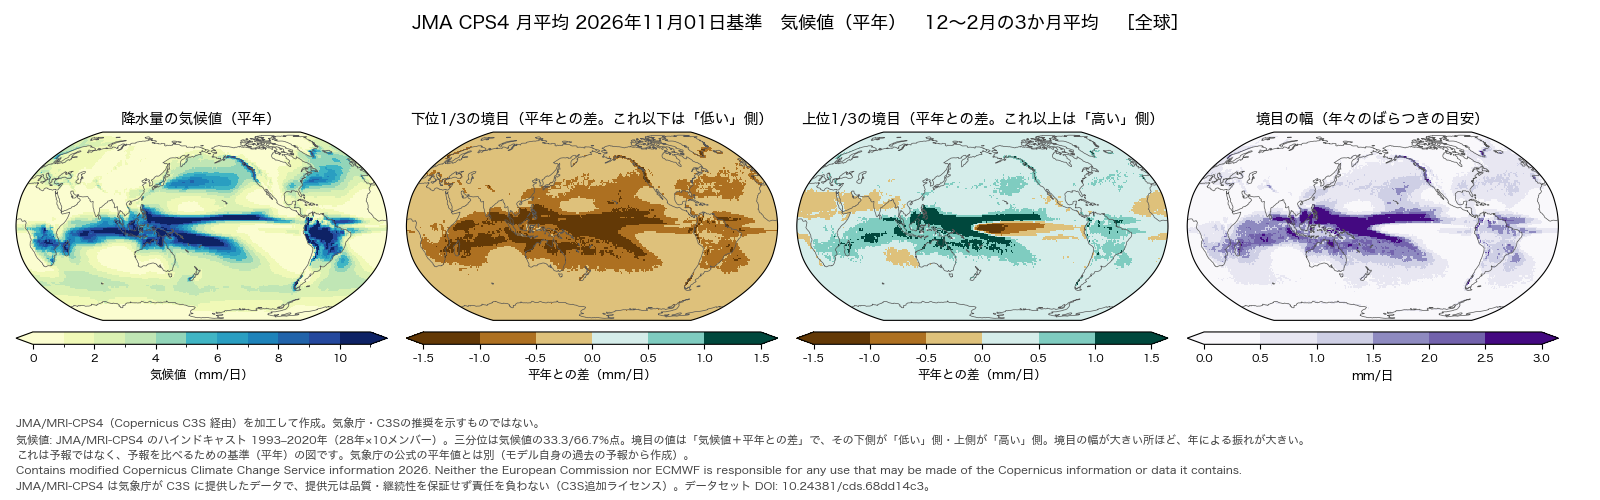 JMA CPS4 月平均 2026年11月01日基準　気候値（平年）　12～2月の3か月平均　［全球］
降水量の気候値（平年）
下位1/3の境目（平年との差。これ以下は「低い」側）
上位1/3の境目（平年との差。これ以上は「高い」側）
境目の幅（年々のばらつきの目安）
0 2 4 6 8 10
気候値（mm/日）
-1.5 -1.0 -0.5 0.0 0.5 1.0 1.5
平年との差（mm/日）
-1.5 -1.0 -0.5 0.0 0.5 1.0 1.5
平年との差（mm/日）
0.0 0.5 1.0 1.5 2.0 2.5 3.0
mm/日
JMA/MRI-CPS4（Copernicus C3S 経由）を加工して作成。気象庁・C3Sの推奨を示すものではない。
気候値: JMA/MRI-CPS4 のハインドキャスト 1993–2020年（28年×10メンバー）。三分位は気候値の33.3/66.7%点。境目の値は「気候値＋平年との差」で、その下側が「低い」側・上側が「高い」側。境目の幅が大きい所ほど、年による振れが大きい。
これは予報ではなく、予報を比べるための基準（平年）の図です。気象庁の公式の平年値とは別（モデル自身の過去の予報から作成）。
Contains modified Copernicus Climate Change Service information 2026. Neither the European Commission nor ECMWF is responsible for any use that may be made of the Copernicus information or data it contains.
JMA/MRI-CPS4 は気象庁が C3S に提供したデータで、提供元は品質・継続性を保証せず責任を負わない（C3S追加ライセンス）。データセット DOI: 10.24381/cds.68dd14c3。